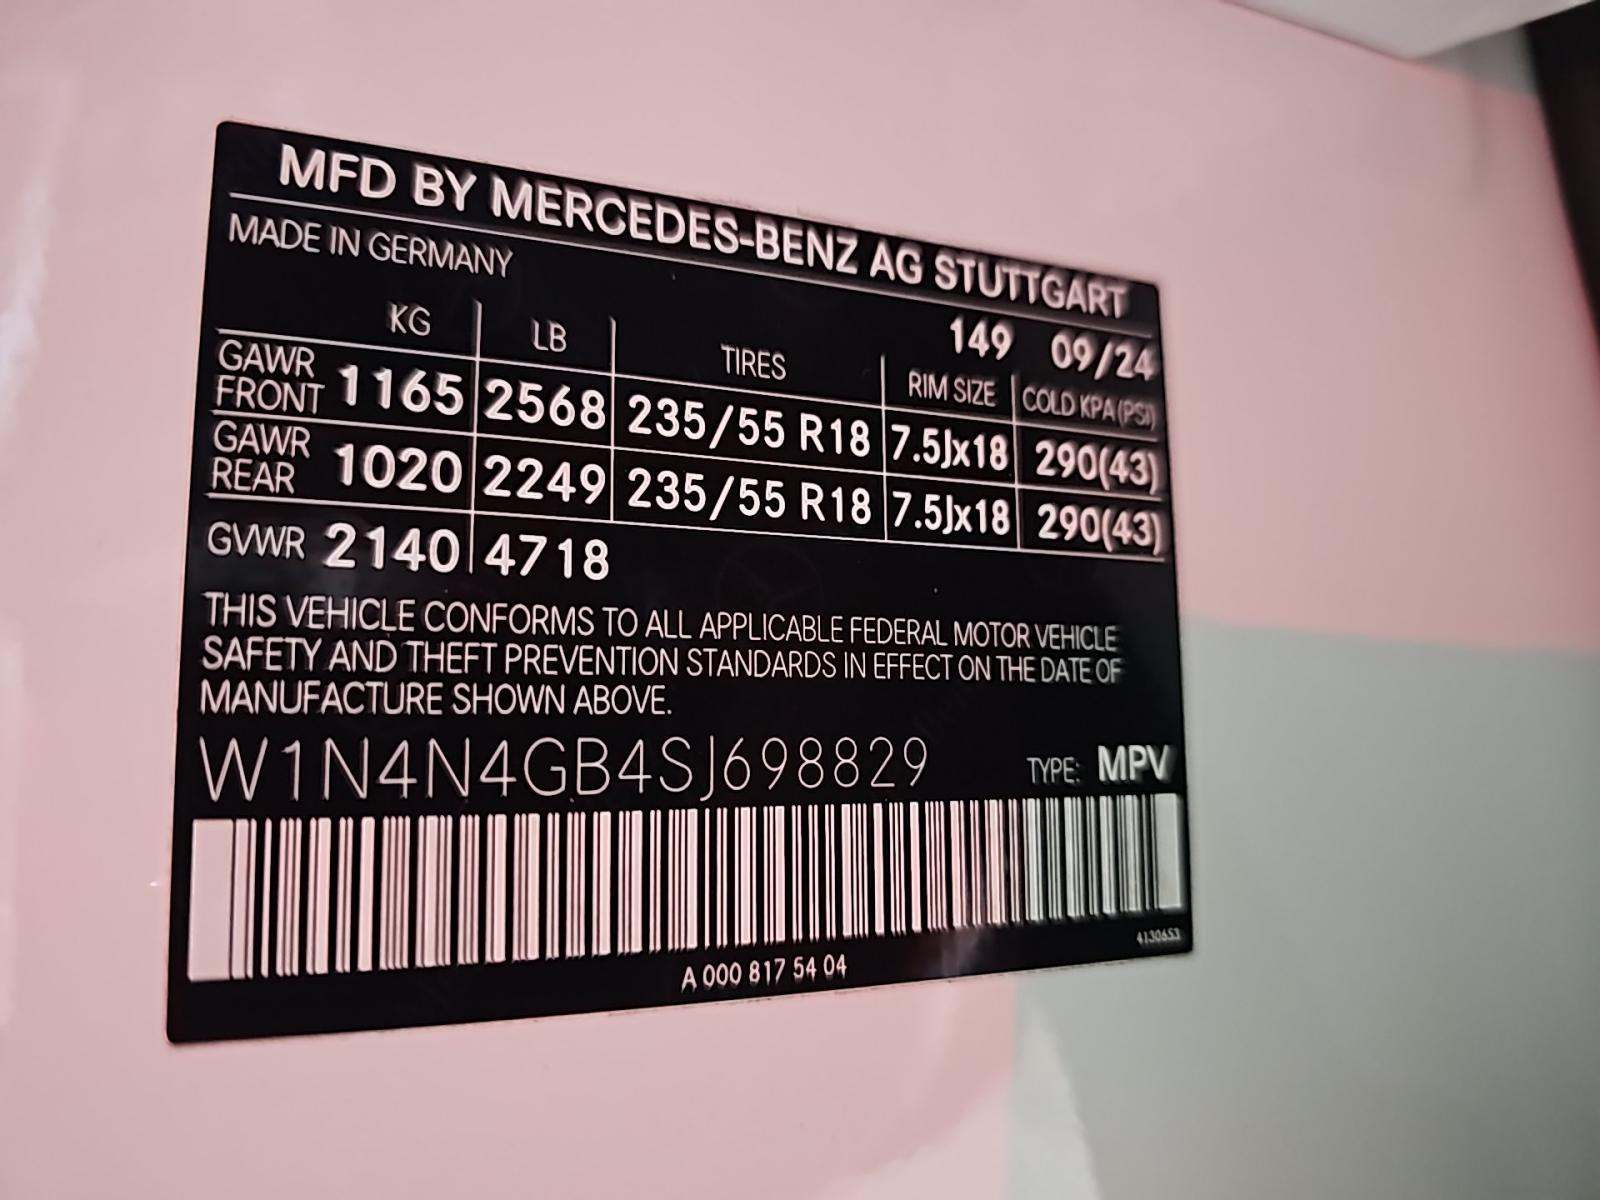 MFD BY MERCEDES-BENZ AG STUTTGART
MADE IN GERMANY
149 09/24
KG LB TIRES RIM SIZE COLD KPA(PSI)
GAWR FRONT 1165 2568 235/55 R18 7.5Jx18 290(43)
GAWR REAR 1020 2249 235/55 R18 7.5Jx18 290(43)
GVWR 2140 4718
THIS VEHICLE CONFORMS TO ALL APPLICABLE FEDERAL MOTOR VEHICLE
SAFETY AND THEFT PREVENTION STANDARDS IN EFFECT ON THE DATE OF
MANUFACTURE SHOWN ABOVE.
W1N4N4GB4SJ698829 TYPE: MPV
4130653
A 000 817 54 04